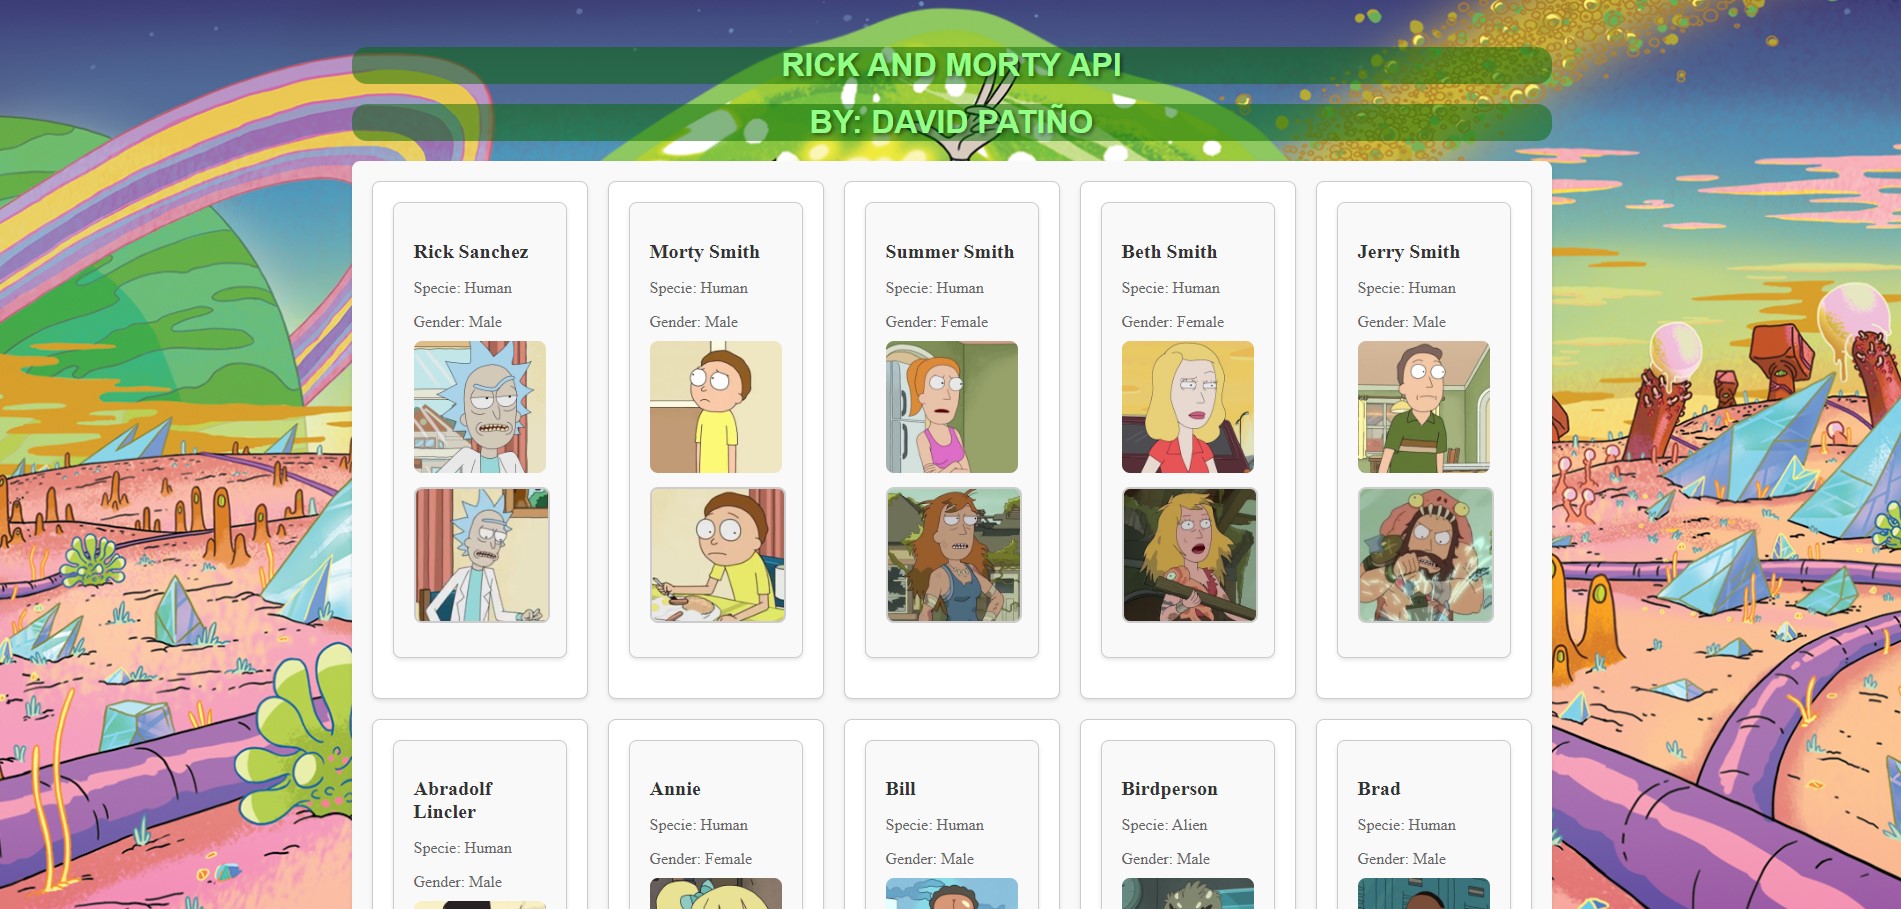 RICK AND MORTY API
BY: DAVID PATIÑO
Rick Sanchez
Specie: Human
Gender: Male
Morty Smith
Specie: Human
Gender: Male
Summer Smith
Specie: Human
Gender: Female
Beth Smith
Specie: Human
Gender: Female
Jerry Smith
Specie: Human
Gender: Male
Abradolf
Lincler
Specie: Human
Gender: Male
Annie
Specie: Human
Gender: Female
Bill
Specie: Human
Gender: Male
Birdperson
Specie: Alien
Gender: Male
Brad
Specie: Human
Gender: Male